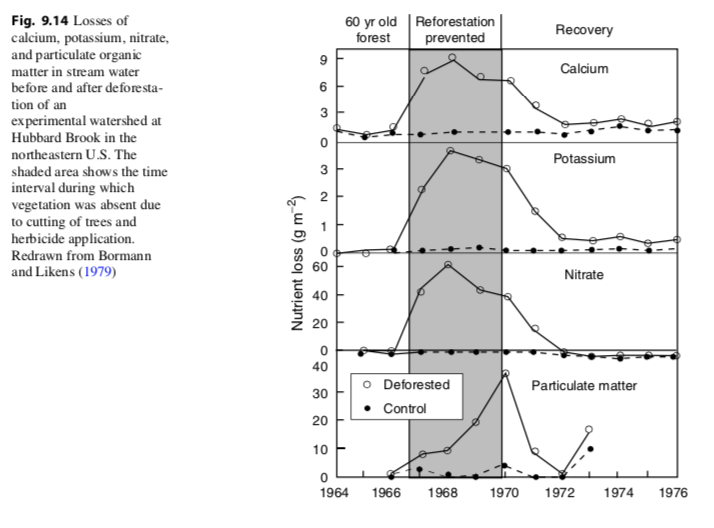 Fig. 9.14 Losses of
calcium, potassium, nitrate,
and particulate organic
matter in stream water
before and after deforesta-
tion of an
experimental watershed at
Hubbard Brook in the
northeastern U.S. The
shaded area shows the time
interval during which
vegetation was absent due
to cutting of trees and
herbicide application.
Redrawn from Bormann
and Likens (1979)
60 yr old
forest
Reforestation
prevented
Recovery
Nutrient loss (g m⁻²)
Calcium
9
6
3
0
Potassium
3
2
1
0
Nitrate
60
40
20
0
Particulate matter
40
30
20
10
0
Deforested
Control
1964 1966 1968 1970 1972 1974 1976